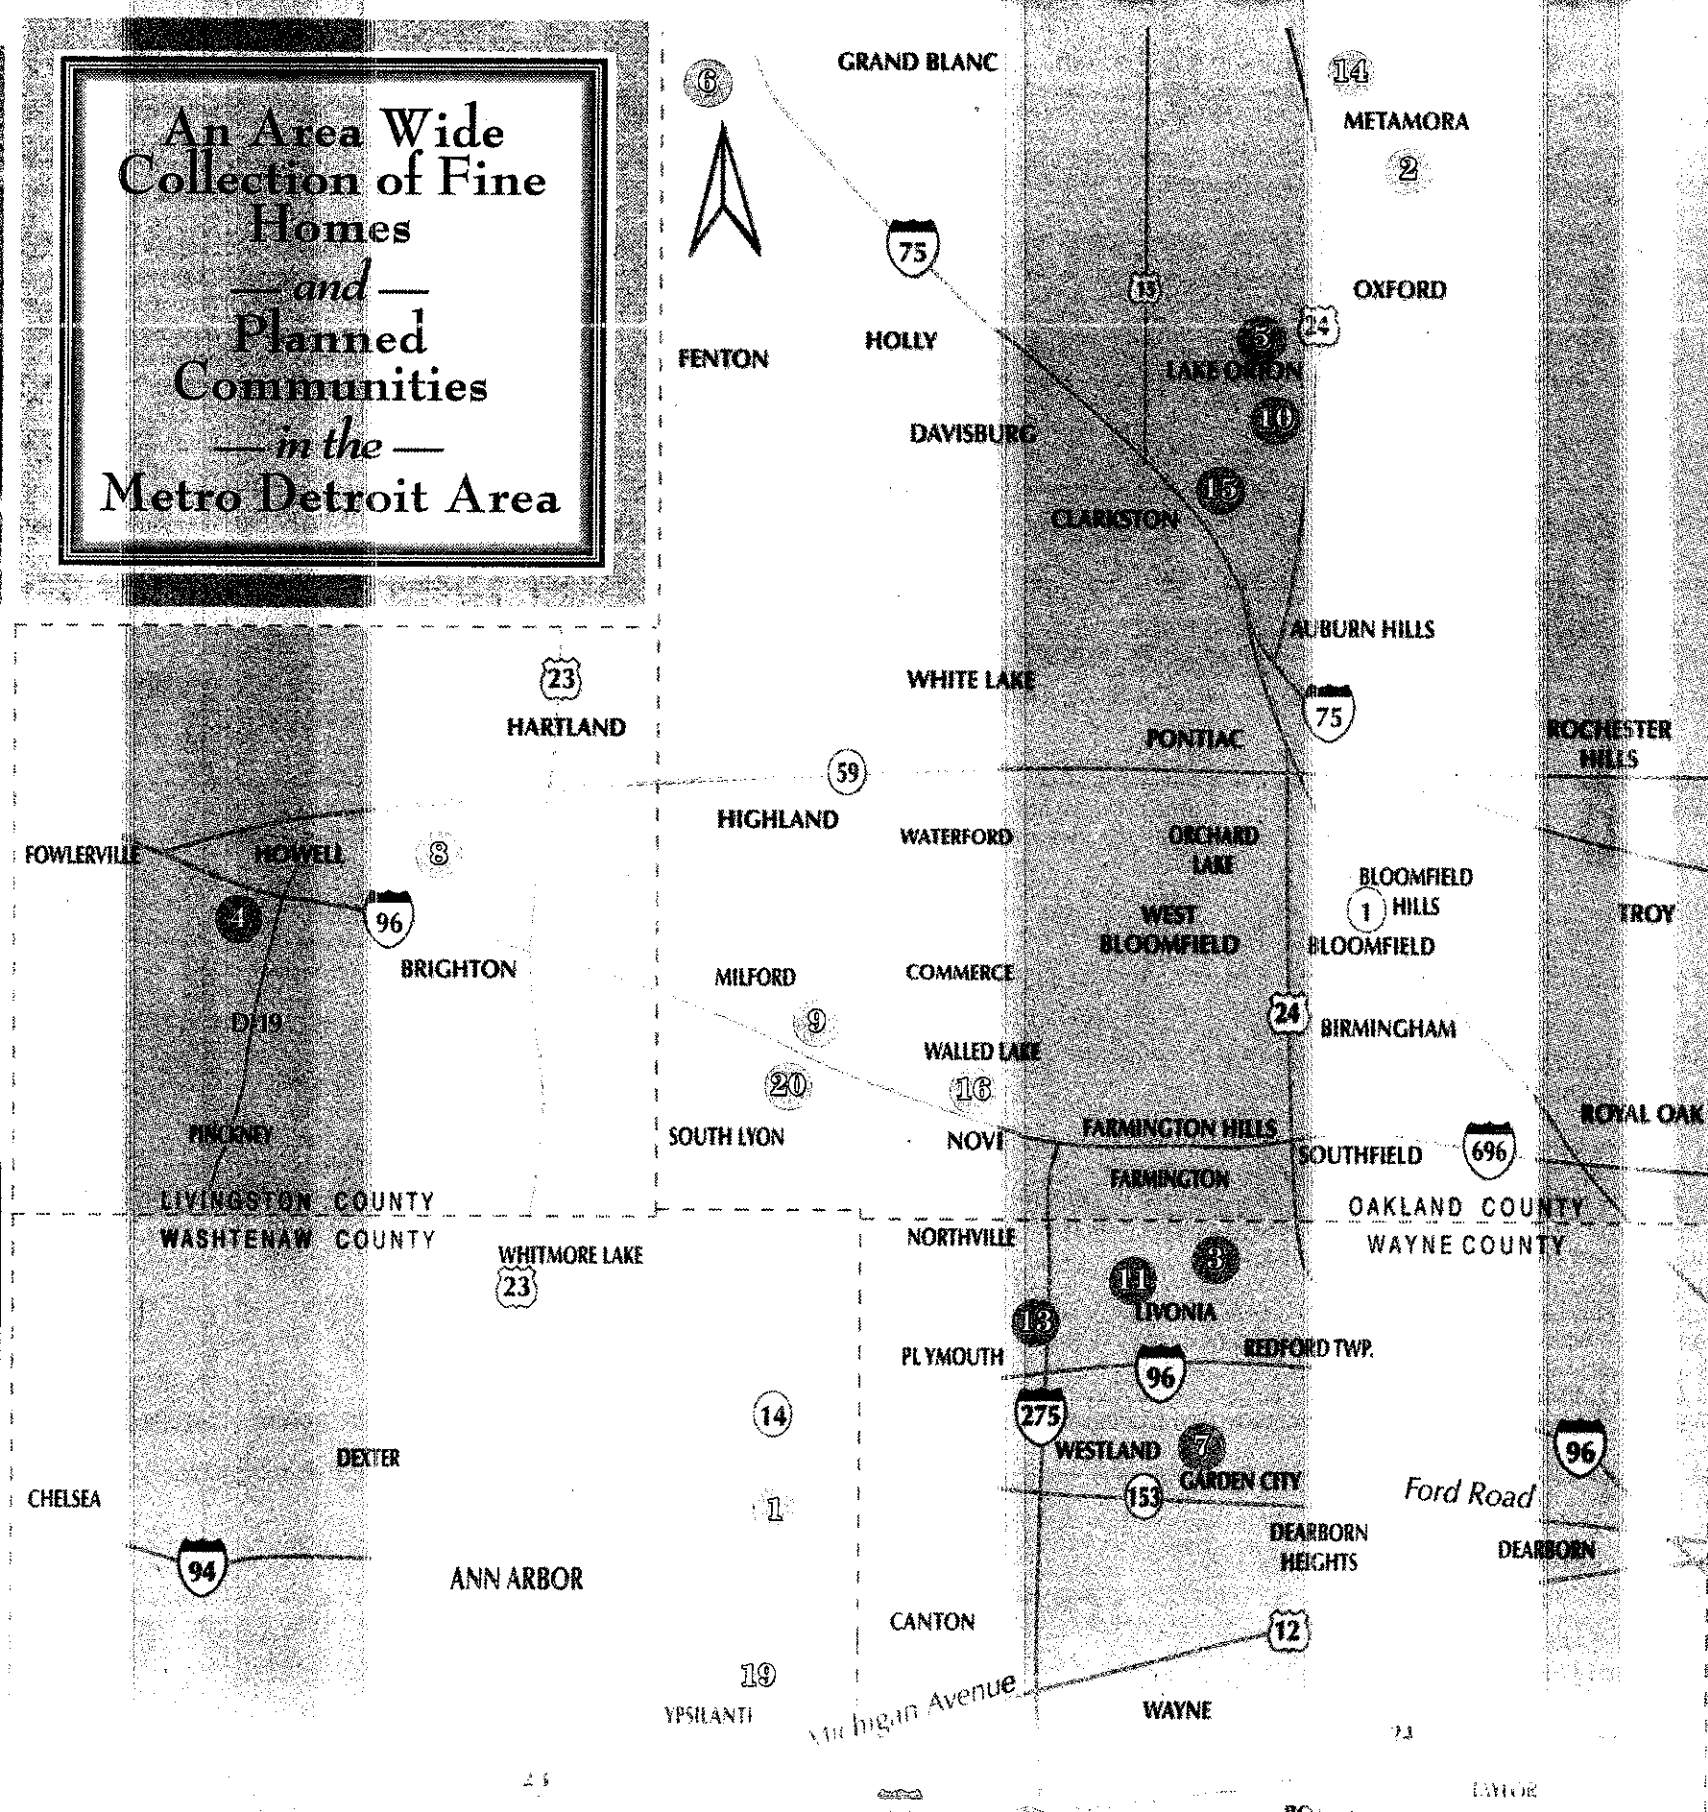 An Area Wide
Collection of Fine
Homes
— and —
Planned
Communities
— in the —
Metro Detroit Area
6
GRAND BLANC
14
METAMORA
2
75
15
OXFORD
24
5
HOLLY
FENTON
LAKE ORION
10
DAVISBURG
15
CLARKSTON
AUBURN HILLS
23
WHITE LAKE
75
HARTLAND
PONTIAC
ROCHESTER
HILLS
59
HIGHLAND
WATERFORD
ORCHARD
LAKE
FOWLERVILLE
HOWELL
8
BLOOMFIELD
HILLS
1
4
96
WEST
BLOOMFIELD
BLOOMFIELD
TROY
BRIGHTON
MILFORD
COMMERCE
D-19
9
24
BIRMINGHAM
WALLED LAKE
20
16
PINCKNEY
SOUTH LYON
NOVI
FARMINGTON HILLS
ROYAL OAK
SOUTHFIELD
696
FARMINGTON
LIVINGSTON COUNTY
OAKLAND COUNTY
WASHTENAW COUNTY
WAYNE COUNTY
NORTHVILLE
WHITMORE LAKE
23
3
11
LIVONIA
13
PLYMOUTH
REDFORD TWP.
96
14
275
WESTLAND
7
96
DEXTER
GARDEN CITY
CHELSEA
1
153
Ford Road
DEARBORN
HEIGHTS
DEARBORN
94
ANN ARBOR
CANTON
12
19
YPSILANTI
Michigan Avenue
WAYNE
TAYLOR